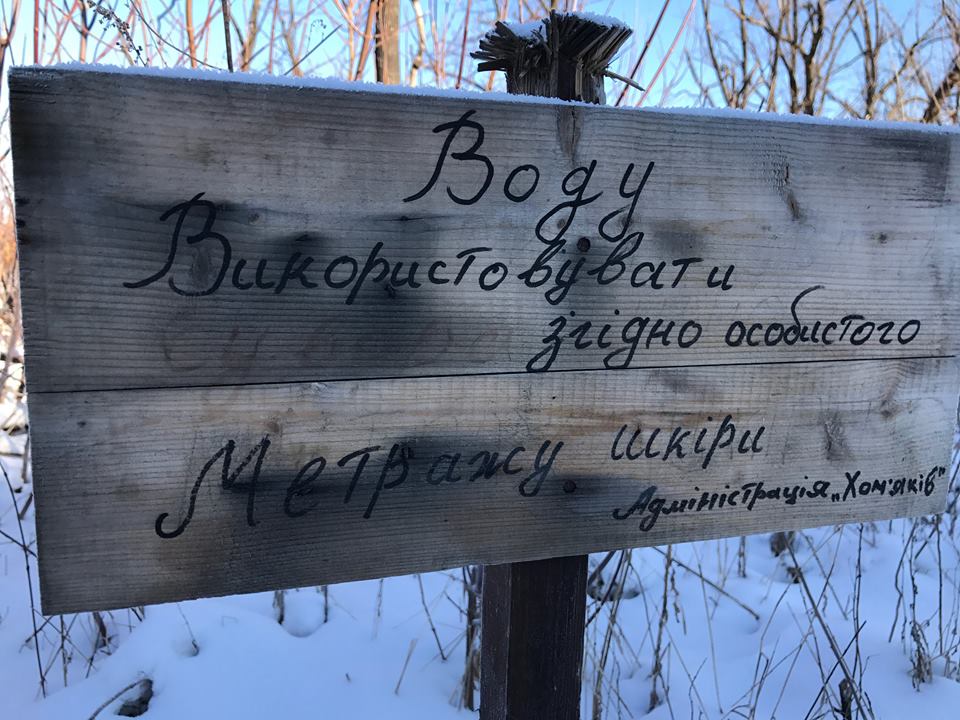 Воду
Використовувати
згідно особистого
Метражу шкіри
Адміністрація „Хом'яків"